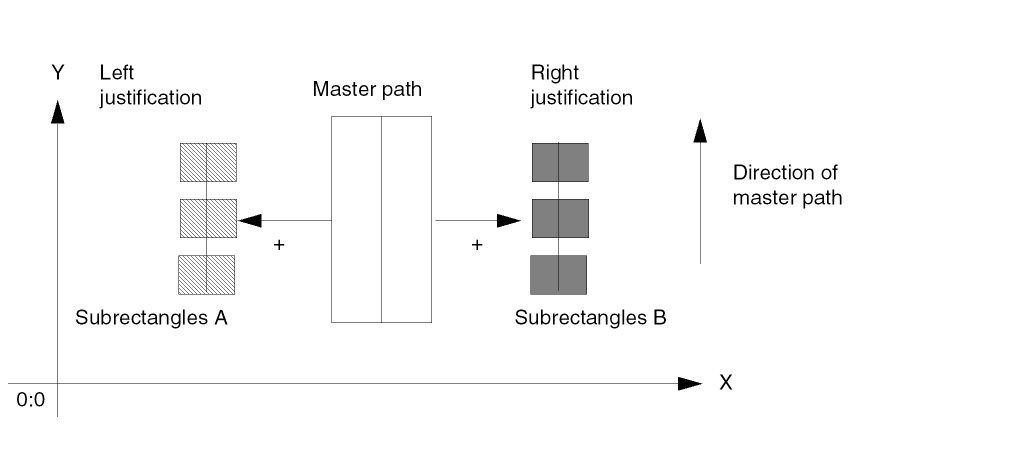 Y
Left
justification
Master path
Right
justification
Direction of
master path
+
+
Subrectangles A
Subrectangles B
X
0:0